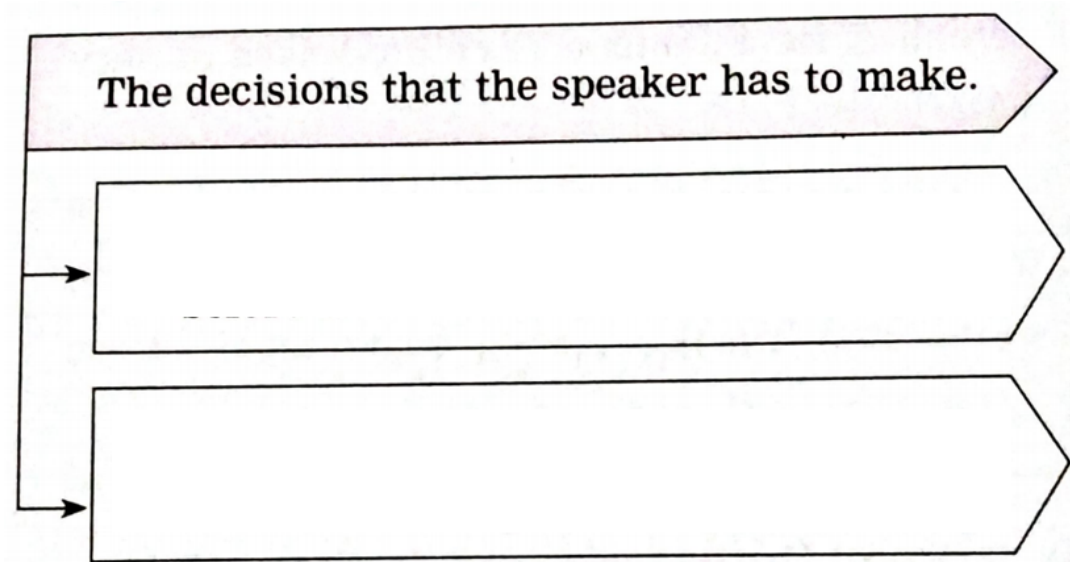 The decisions that the speaker has to make.